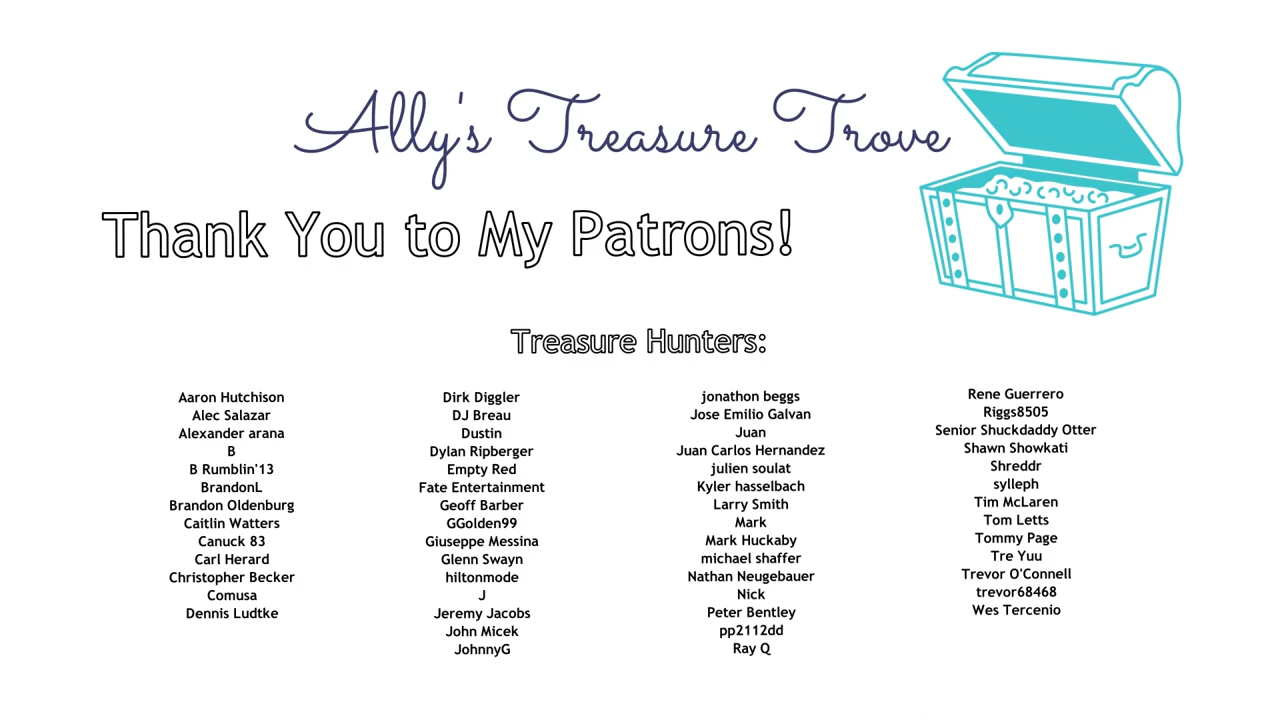 Ally's Treasure Trove
Thank You to My Patrons!
Treasure Hunters:
Aaron Hutchison
Alec Salazar
Alexander arana
B
B Rumblin'13
BrandonL
Brandon Oldenburg
Caitlin Watters
Canuck 83
Carl Herard
Christopher Becker
Comusa
Dennis Ludtke
Dirk Diggler
DJ Breau
Dustin
Dylan Ripberger
Empty Red
Fate Entertainment
Geoff Barber
GGolden99
Giuseppe Messina
Glenn Swayn
hiltonmode
J
Jeremy Jacobs
John Micek
JohnnyG
jonathon beggs
Jose Emilio Galvan
Juan
Juan Carlos Hernandez
julien soulat
Kyler hasselbach
Larry Smith
Mark
Mark Huckaby
michael shaffer
Nathan Neugebauer
Nick
Peter Bentley
pp2112dd
Ray Q
Rene Guerrero
Riggs8505
Senior Shuckdaddy Otter
Shawn Showkati
Shreddr
sylleph
Tim McLaren
Tom Letts
Tommy Page
Tre Yuu
Trevor O'Connell
trevor68468
Wes Tercenio